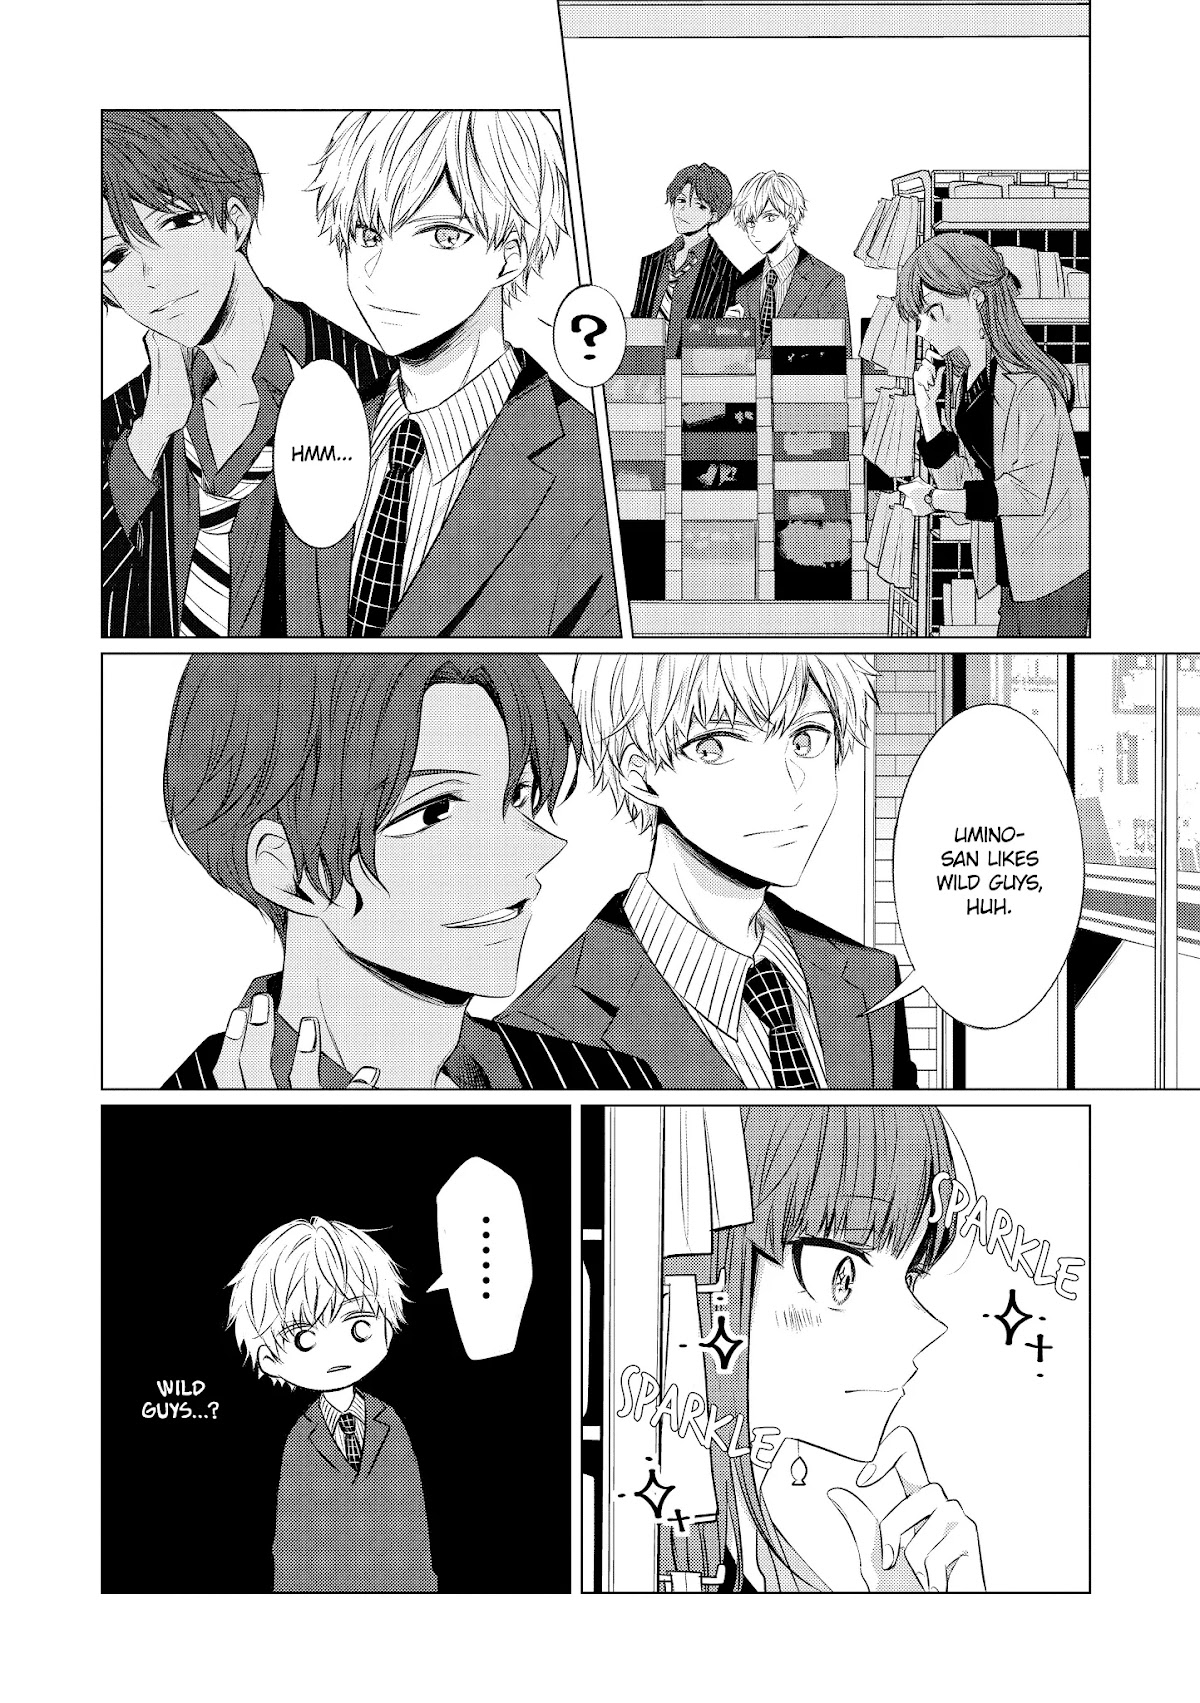 ?
HMM...
UMINO-
SAN LIKES
WILD GUYS,
HUH.
SPARKLE
SPARKLE
......
WILD
GUYS...?